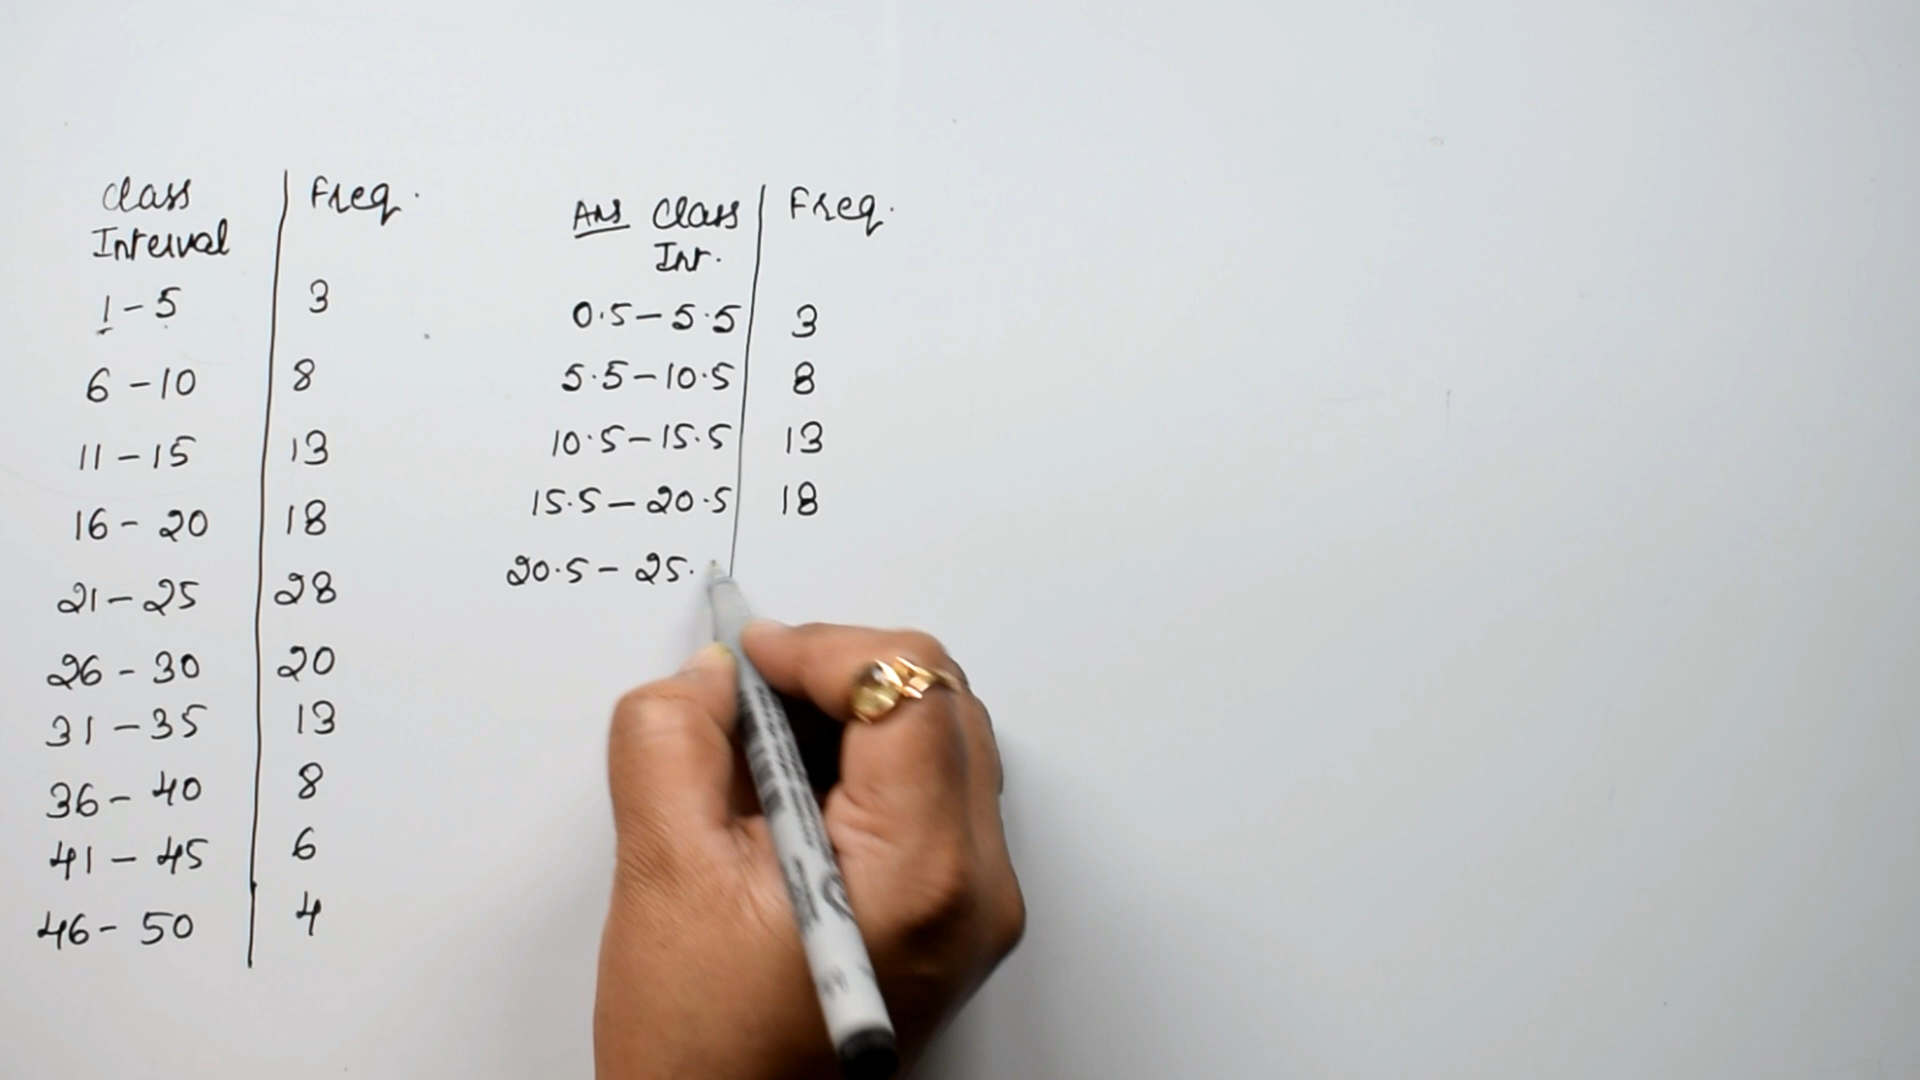 Class Interval | Freq.
1 - 5 | 3
6 - 10 | 8
11 - 15 | 13
16 - 20 | 18
21 - 25 | 28
26 - 30 | 20
31 - 35 | 13
36 - 40 | 8
41 - 45 | 6
46 - 50 | 4
Ans Class Int. | Freq.
0.5 - 5.5 | 3
5.5 - 10.5 | 8
10.5 - 15.5 | 13
15.5 - 20.5 | 18
20.5 - 25.